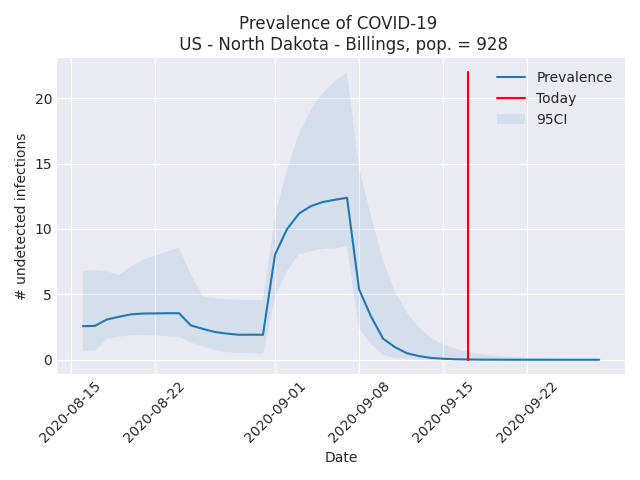 Prevalence of COVID-19
US - North Dakota - Billings, pop. = 928
Prevalence
Today
95CI
# undetected infections
20
15
10
5
0
2020-08-15
2020-08-22
2020-09-01
2020-09-08
2020-09-15
2020-09-22
Date